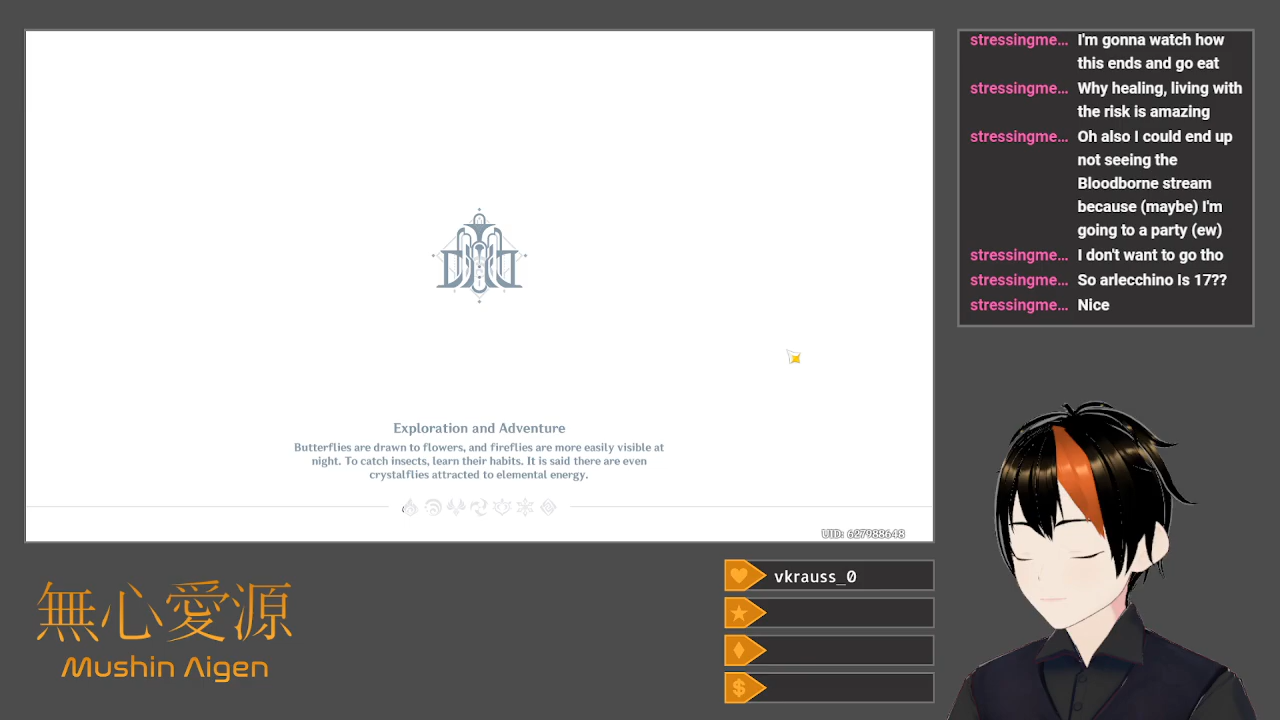 stressingme... I'm gonna watch how
this ends and go eat
stressingme... Why healing, living with
the risk is amazing
stressingme... Oh also I could end up
not seeing the
Bloodborne stream
because (maybe) I'm
going to a party (ew)
stressingme... I don't want to go tho
stressingme... So arlecchino Is 17??
stressingme... Nice
Exploration and Adventure
Butterflies are drawn to flowers, and fireflies are more easily visible at
night. To catch insects, learn their habits. It is said there are even
crystalflies attracted to elemental energy.
UID: 627988648
vkrauss_0
無心愛源
Mushin Aigen